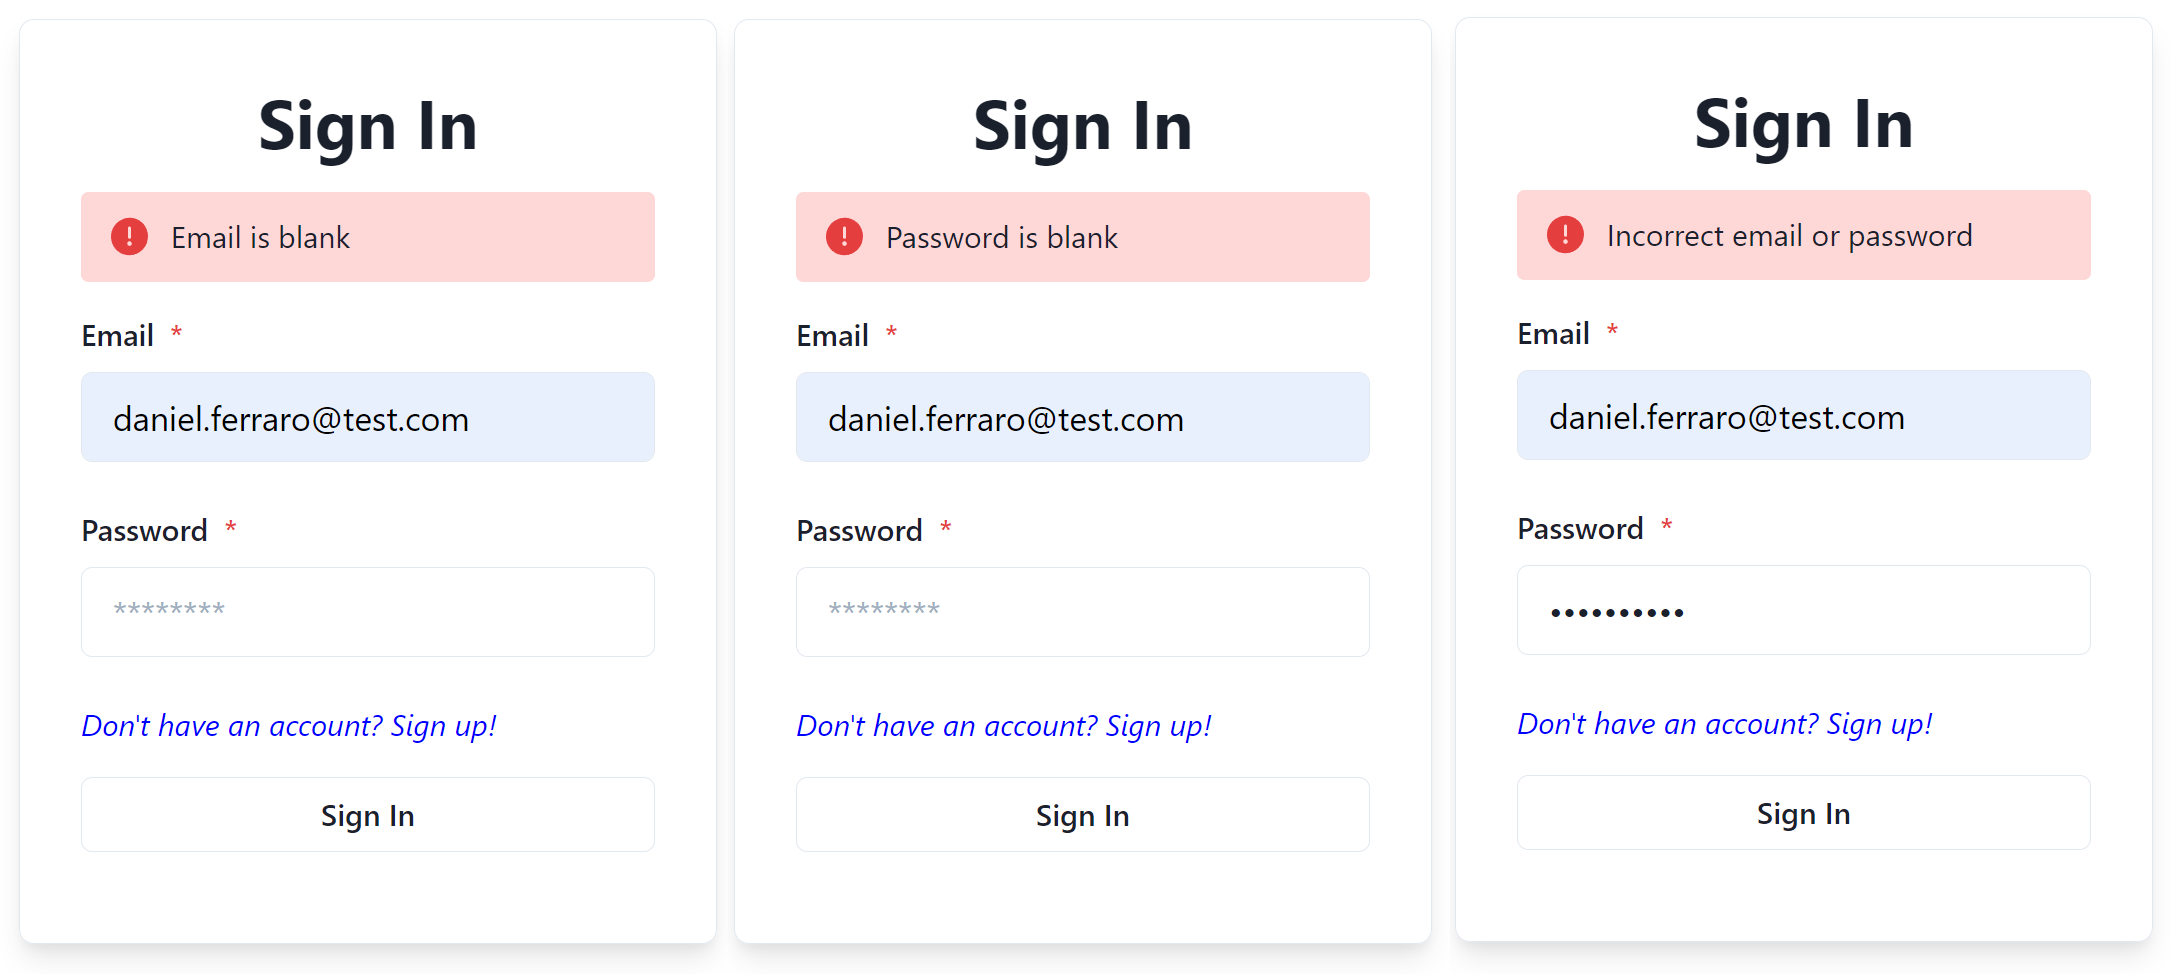 Sign In
! Email is blank
Email *
daniel.ferraro@test.com
Password *
********
Don't have an account? Sign up!
Sign In
Sign In
! Password is blank
Email *
daniel.ferraro@test.com
Password *
********
Don't have an account? Sign up!
Sign In
Sign In
! Incorrect email or password
Email *
daniel.ferraro@test.com
Password *
••••••••••
Don't have an account? Sign up!
Sign In